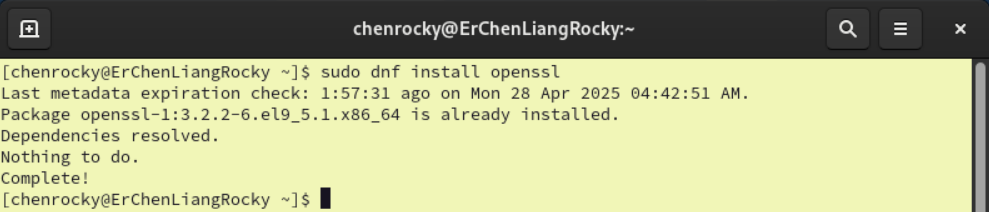 chenrocky@ErChenLiangRocky:~
[chenrocky@ErChenLiangRocky ~]$ sudo dnf install openssl
Last metadata expiration check: 1:57:31 ago on Mon 28 Apr 2025 04:42:51 AM.
Package openssl-1:3.2.2-6.el9_5.1.x86_64 is already installed.
Dependencies resolved.
Nothing to do.
Complete!
[chenrocky@ErChenLiangRocky ~]$